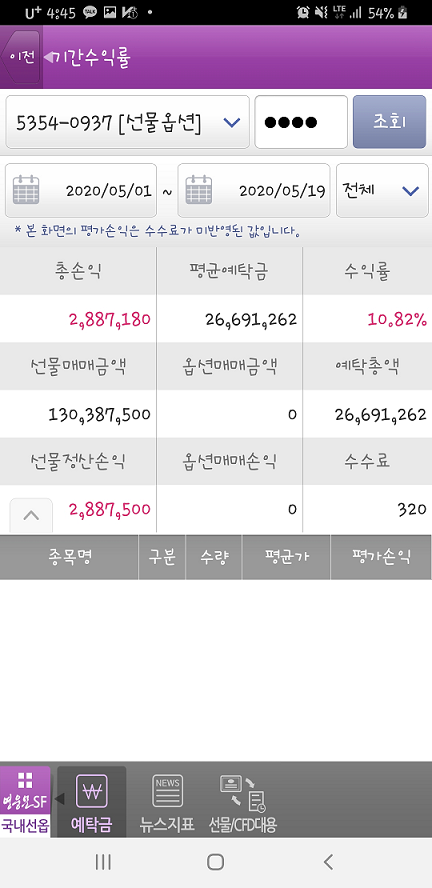 U+ 4:45 TALK LTE 54%
이전 기간수익률
5354-0937 [선물옵션] ●●●● 조회
2020/05/01 ~ 2020/05/19 전체
* 본 화면의 평가손익은 수수료가 미반영된 값입니다.
총손익 평균예탁금 수익률
2,887,180 26,691,262 10.82%
선물매매금액 옵션매매금액 예탁총액
130,387,500 0 26,691,262
선물정산손익 옵션매매손익 수수료
2,887,500 0 320
종목명 구분 수량 평균가 평가손익
영웅문SF NEWS
국내선옵 예탁금 뉴스지표 선물/CFD대용